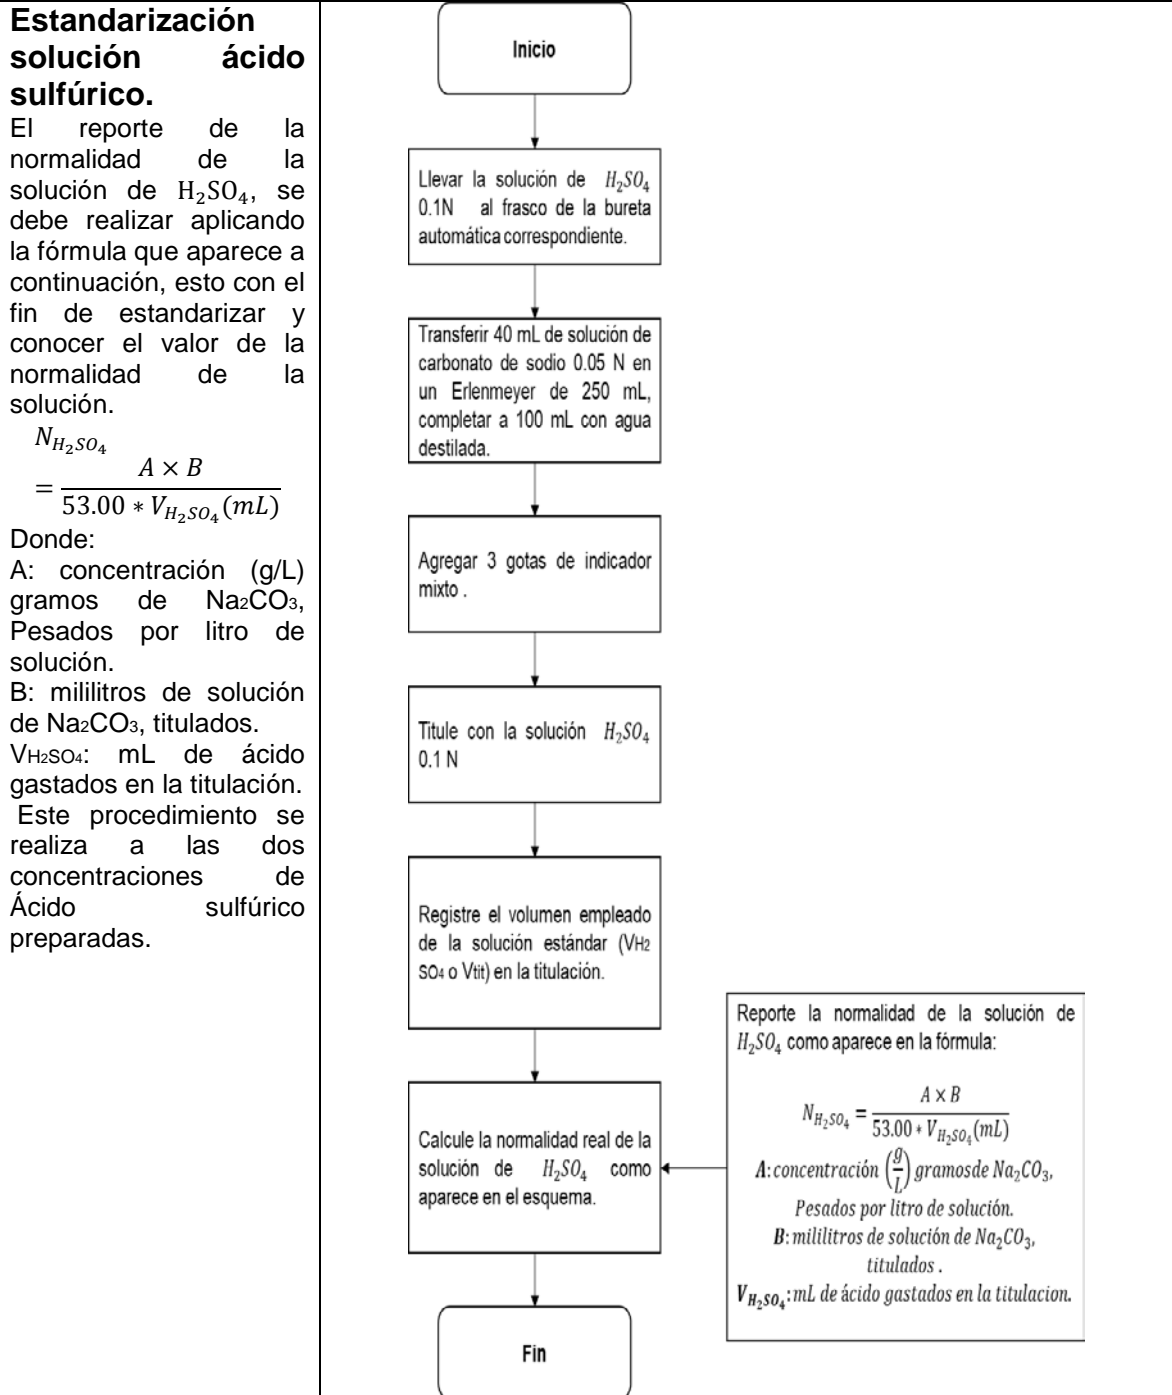 Estandarización
solución ácido
sulfúrico.
El reporte de la
normalidad de la
solución de H₂SO₄, se
debe realizar aplicando
la fórmula que aparece a
continuación, esto con el
fin de estandarizar y
conocer el valor de la
normalidad de la
solución.
N_{H₂SO₄}
= \frac{A × B}{53.00 * V_{H₂SO₄}(mL)}
Donde:
A: concentración (g/L)
gramos de Na₂CO₃,
Pesados por litro de
solución.
B: mililitros de solución
de Na₂CO₃, titulados.
V_{H₂SO₄}: mL de ácido
gastados en la titulación.
Este procedimiento se
realiza a las dos
concentraciones de
Ácido sulfúrico
preparadas.
Inicio
Llevar la solución de H₂SO₄
0.1N al frasco de la bureta
automática correspondiente.
Transferir 40 mL de solución de
carbonato de sodio 0.05 N en
un Erlenmeyer de 250 mL,
completar a 100 mL con agua
destilada.
Agregar 3 gotas de indicador
mixto .
Titule con la solución H₂SO₄
0.1 N
Registre el volumen empleado
de la solución estándar (VH2
SO4 o Vtit) en la titulación.
Calcule la normalidad real de la
solución de H₂SO₄ como
aparece en el esquema.
Reporte la normalidad de la solución de
H₂SO₄ como aparece en la fórmula:
N_{H₂SO₄} = \frac{A × B}{53.00 * V_{H₂SO₄}(mL)}
A: concentración (g/L) gramosde Na₂CO₃,
Pesados por litro de solución.
B: mililitros de solución de Na₂CO₃,
titulados .
V_{H₂SO₄}: mL de ácido gastados en la titulacion.
Fin